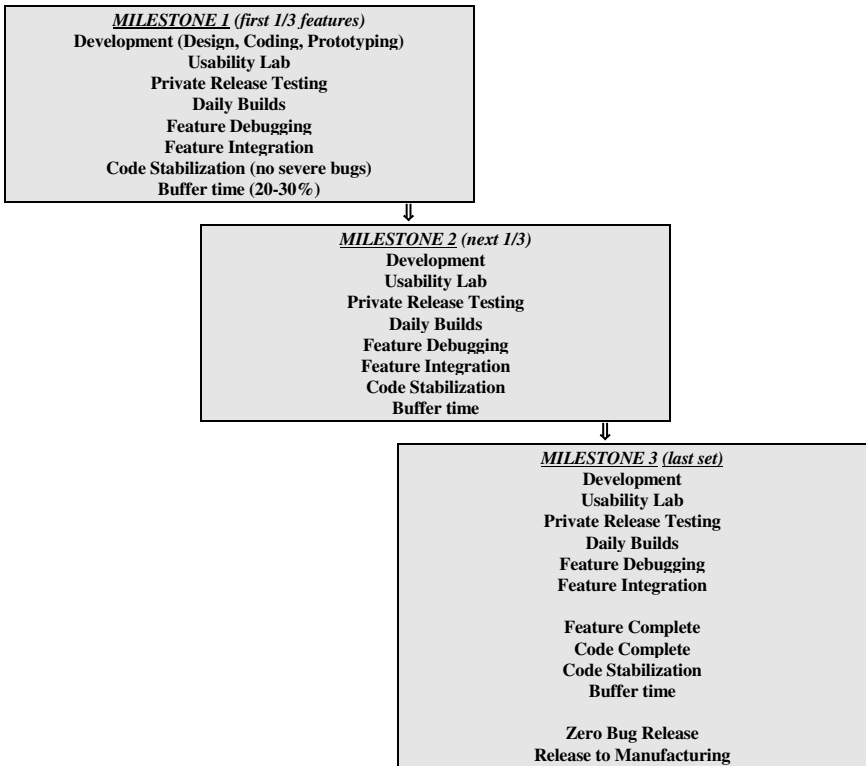 MILESTONE 1 (first 1/3 features)
Development (Design, Coding, Prototyping)
Usability Lab
Private Release Testing
Daily Builds
Feature Debugging
Feature Integration
Code Stabilization (no severe bugs)
Buffer time (20-30%)
⇓
MILESTONE 2 (next 1/3)
Development
Usability Lab
Private Release Testing
Daily Builds
Feature Debugging
Feature Integration
Code Stabilization
Buffer time
⇓
MILESTONE 3 (last set)
Development
Usability Lab
Private Release Testing
Daily Builds
Feature Debugging
Feature Integration
Feature Complete
Code Complete
Code Stabilization
Buffer time
Zero Bug Release
Release to Manufacturing